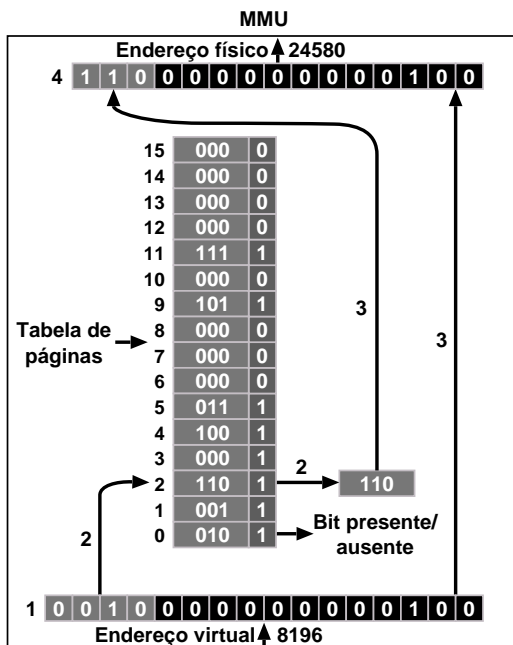 MMU
Endereço físico 24580
4 1 1 0 0 0 0 0 0 0 0 0 0 1 0 0
15 000 0
14 000 0
13 000 0
12 000 0
11 111 1
10 000 0
9 101 1
3
Tabela de
páginas
8 000 0
3
7 000 0
6 000 0
5 011 1
4 100 1
3 000 1
2 110 1 2 110
1 001 1
0 010 1
Bit presente/
ausente
2
1 0 0 1 0 0 0 0 0 0 0 0 0 0 1 0 0
Endereço virtual 8196